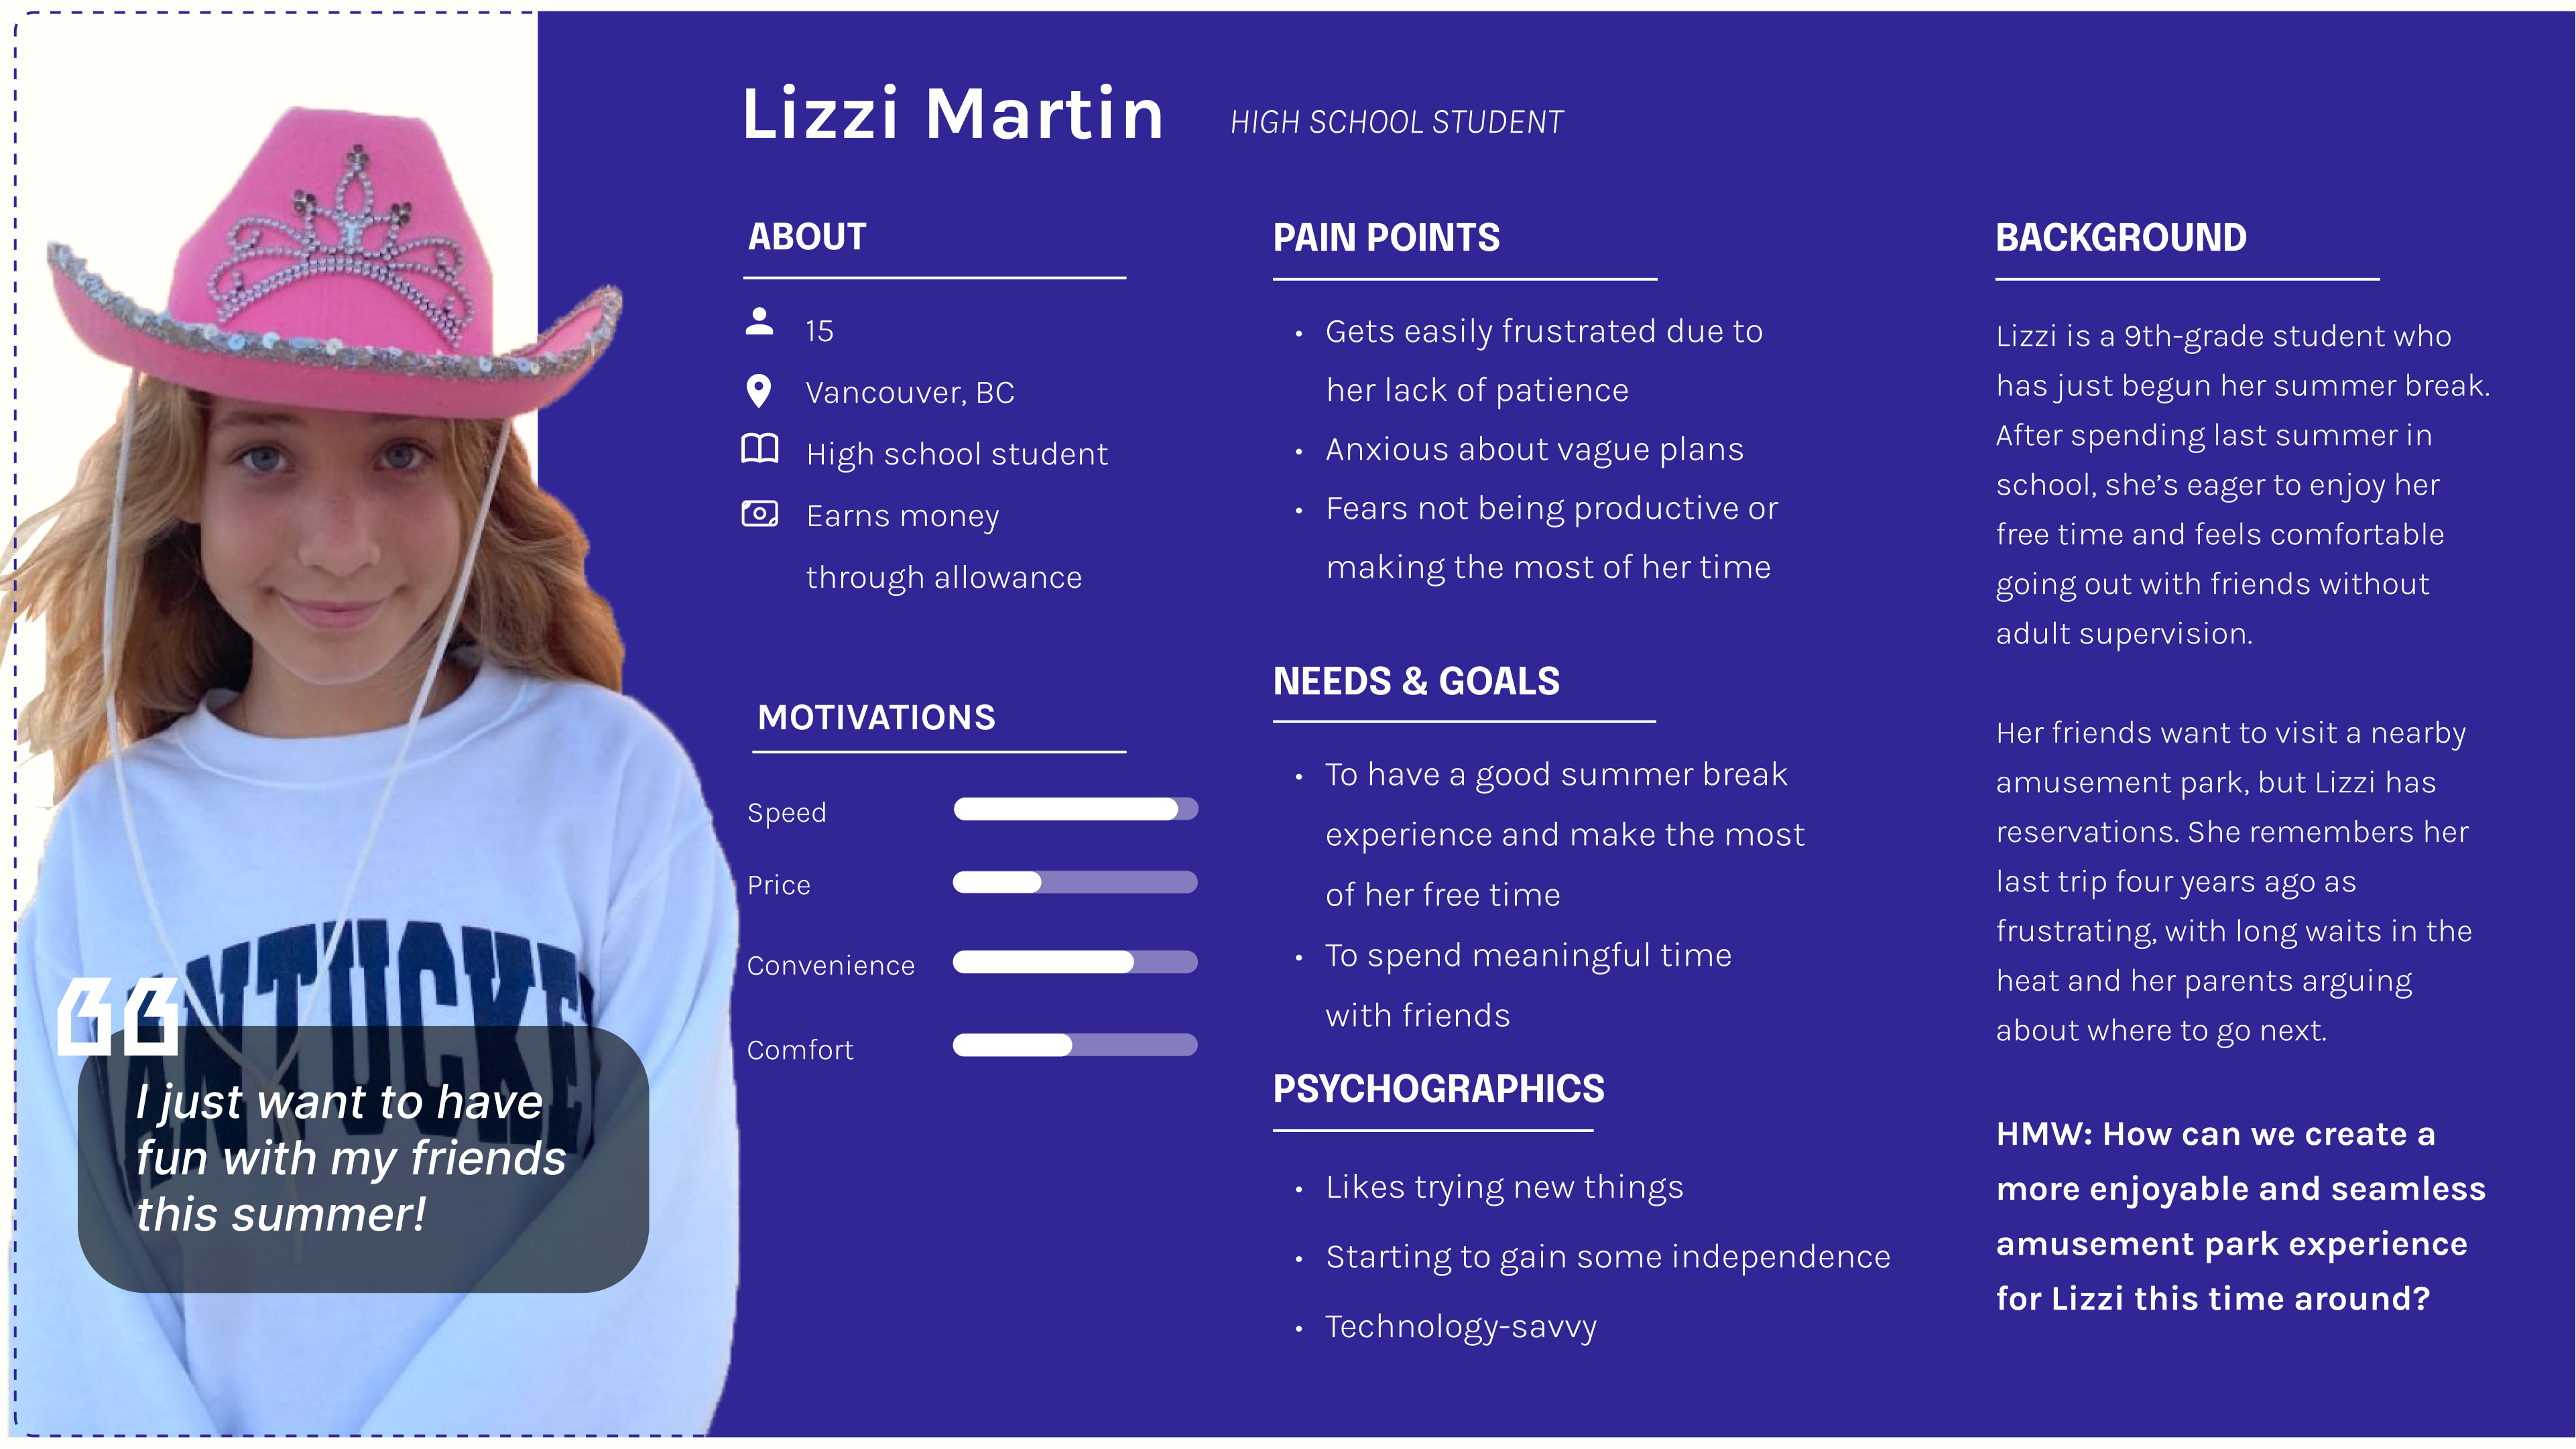 Lizzi Martin
HIGH SCHOOL STUDENT
ABOUT
15
Vancouver, BC
High school student
Earns money
through allowance
MOTIVATIONS
Speed
Price
Convenience
Comfort
PAIN POINTS
• Gets easily frustrated due to
her lack of patience
• Anxious about vague plans
• Fears not being productive or
making the most of her time
NEEDS & GOALS
• To have a good summer break
experience and make the most
of her free time
• To spend meaningful time
with friends
PSYCHOGRAPHICS
• Likes trying new things
• Starting to gain some independence
• Technology-savvy
BACKGROUND
Lizzi is a 9th-grade student who
has just begun her summer break.
After spending last summer in
school, she’s eager to enjoy her
free time and feels comfortable
going out with friends without
adult supervision.
Her friends want to visit a nearby
amusement park, but Lizzi has
reservations. She remembers her
last trip four years ago as
frustrating, with long waits in the
heat and her parents arguing
about where to go next.
HMW: How can we create a
more enjoyable and seamless
amusement park experience
for Lizzi this time around?
ANTUCKE
“
I just want to have
fun with my friends
this summer!